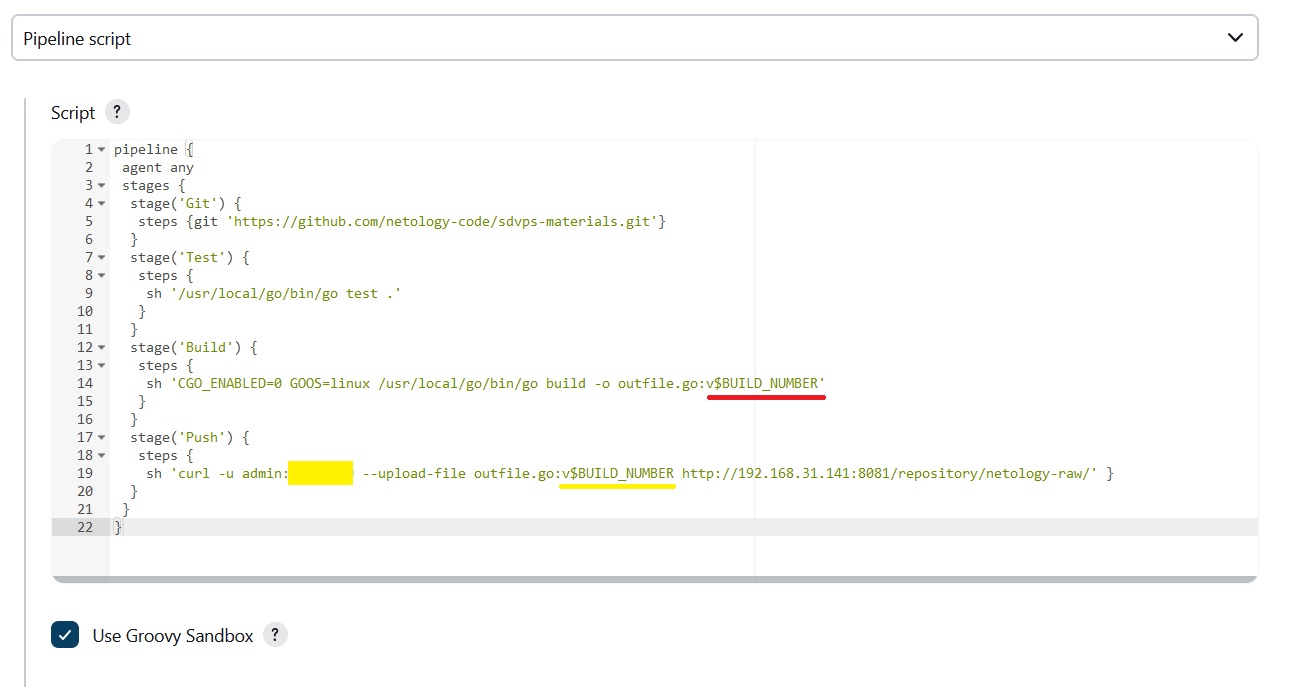 Pipeline script
Script ?
1 pipeline {
2 agent any
3 stages {
4 stage('Git') {
5 steps {git 'https://github.com/netology-code/sdvps-materials.git'}
6 }
7 stage('Test') {
8 steps {
9 sh '/usr/local/go/bin/go test .'
10 }
11 }
12 stage('Build') {
13 steps {
14 sh 'CGO_ENABLED=0 GOOS=linux /usr/local/go/bin/go build -o outfile.go:v$BUILD_NUMBER'
15 }
16 }
17 stage('Push') {
18 steps {
19 sh 'curl -u admin: --upload-file outfile.go:v$BUILD_NUMBER http://192.168.31.141:8081/repository/netology-raw/' }
20 }
21 }
22 }
Use Groovy Sandbox ?